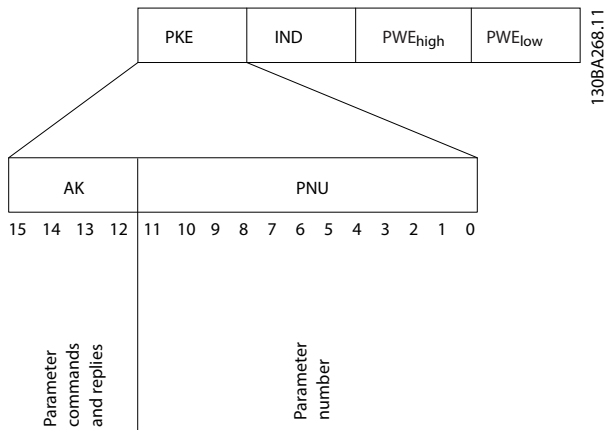 PKE IND PWEhigh PWElow
130BA268.11
AK PNU
15 14 13 12 11 10 9 8 7 6 5 4 3 2 1 0
Parameter
commands
and replies
Parameter
number